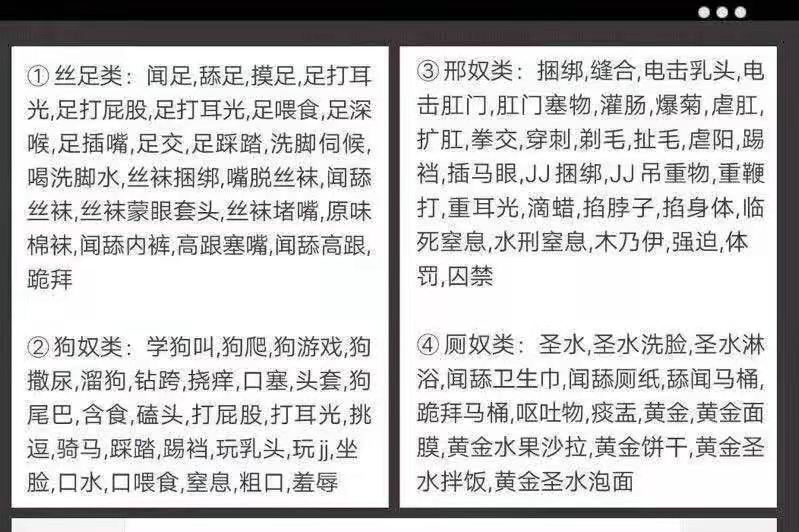 ①丝足类：闻足,舔足,摸足,足打耳
光,足打屁股,足打耳光,足喂食,足深
喉,足插嘴,足交,足踩踏,洗脚伺候,
喝洗脚水,丝袜捆绑,嘴脱丝袜,闻舔
丝袜,丝袜蒙眼套头,丝袜堵嘴,原味
棉袜,闻舔内裤,高跟塞嘴,闻舔高跟,
跪拜
②狗奴类：学狗叫,狗爬,狗游戏,狗
撒尿,溜狗,钻跨,挠痒,口塞,头套,狗
尾巴,含食,磕头,打屁股,打耳光,挑
逗,骑马,踩踏,踢裆,玩乳头,玩jj,坐
脸,口水,口喂食,窒息,粗口,羞辱
③邢奴类：捆绑,缝合,电击乳头,电
击肛门,肛门塞物,灌肠,爆菊,虐肛,
扩肛,拳交,穿刺,剃毛,扯毛,虐阳,踢
裆,插马眼,JJ捆绑,JJ吊重物,重鞭
打,重耳光,滴蜡,掐脖子,掐身体,临
死窒息,水刑窒息,木乃伊,强迫,体
罚,囚禁
④厕奴类：圣水,圣水洗脸,圣水淋
浴,闻舔卫生巾,闻舔厕纸,舔闻马桶,
跪拜马桶,呕吐物,痰盂,黄金,黄金面
膜,黄金水果沙拉,黄金饼干,黄金圣
水拌饭,黄金圣水泡面